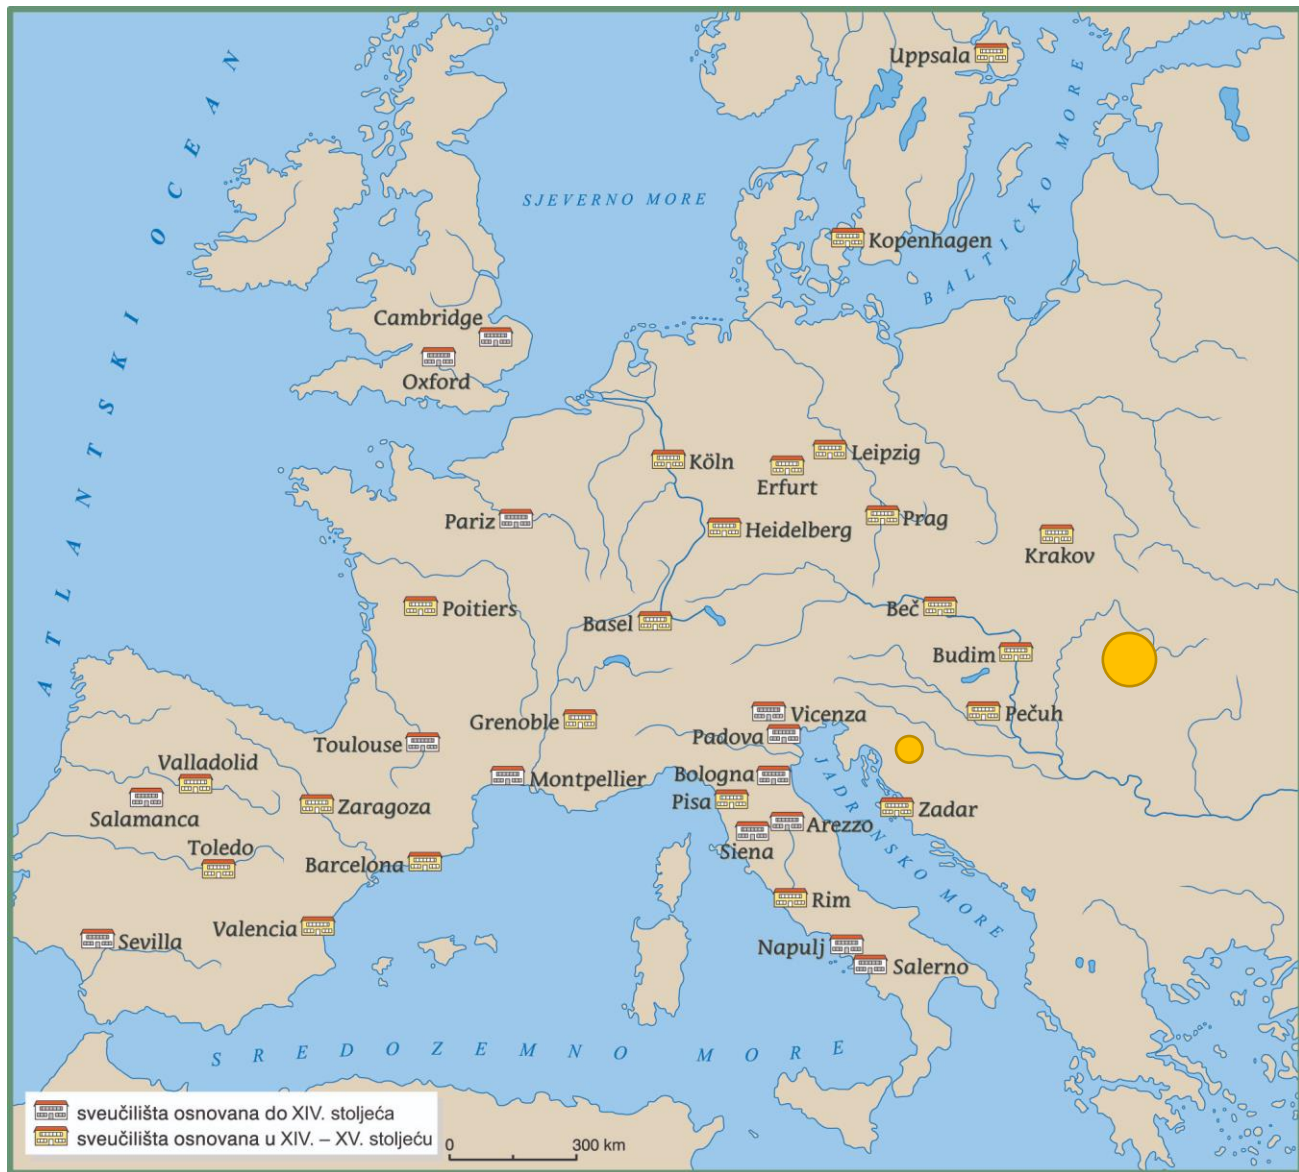 Uppsala
ATLANTSKI OCEAN
BALTIČKO MORE
SJEVERNO MORE
Kopenhagen
Cambridge
Oxford
Köln
Leipzig
Erfurt
Pariz
Heidelberg
Prag
Krakov
Poitiers
Basel
Beč
Budim
Grenoble
Vicenza
Pečuh
Toulouse
Padova
Valladolid
Montpellier
Bologna
JADRANSKO MORE
Salamanca
Zaragoza
Pisa
Arezzo
Zadar
Siena
Toledo
Barcelona
Rim
Valencia
Sevilla
Napulj
Salerno
SREDOZEMNO MORE
sveučilišta osnovana do XIV. stoljeća
sveučilišta osnovana u XIV. – XV. stoljeću
0 300 km